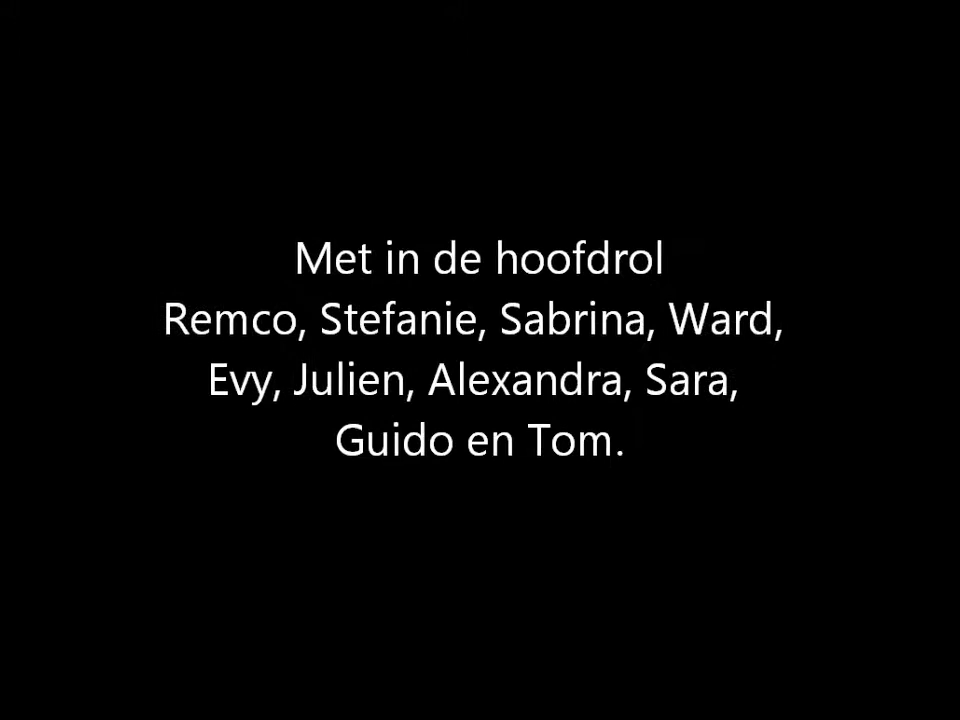 Met in de hoofdrol
Remco, Stefanie, Sabrina, Ward,
Evy, Julien, Alexandra, Sara,
Guido en Tom.